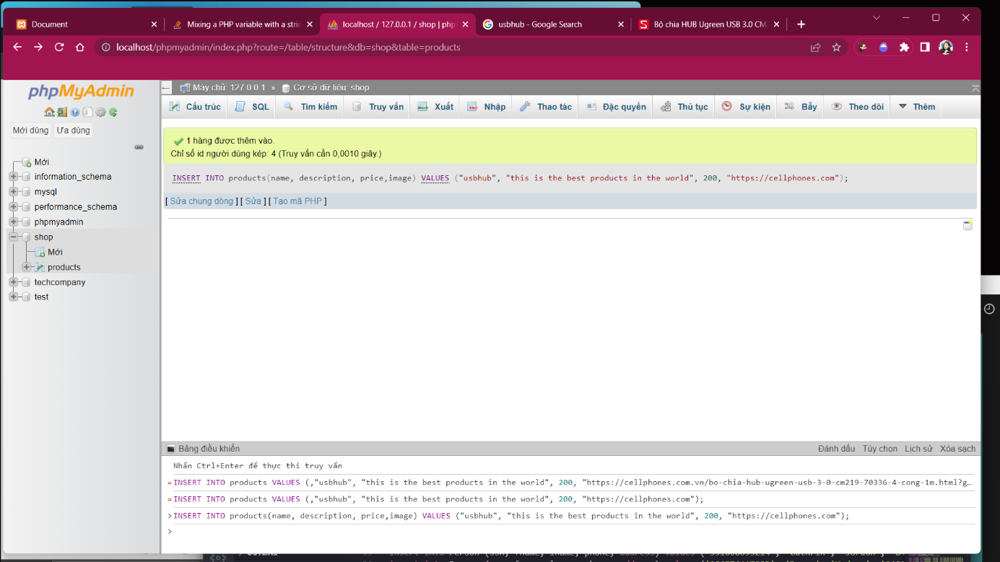 Document
Mixing a PHP variable with a strin
localhost / 127.0.0.1 / shop | php
usbhub - Google Search
Bộ chia HUB Ugreen USB 3.0 CM
localhost/phpmyadmin/index.php?route=/table/structure&db=shop&table=products
phpMyAdmin
Máy chủ: 127.0.0.1 » Cơ sở dữ liệu: shop
Cấu trúc SQL Tìm kiếm Truy vấn Xuất Nhập Thao tác Đặc quyền Thủ tục Sự kiện Bẫy Theo dõi Thêm
Mới dùng Ưa dùng
Mới
information_schema
mysql
performance_schema
phpmyadmin
shop
Mới
products
techcompany
test
1 hàng được thêm vào.
Chỉ số id người dùng kép: 4 (Truy vấn cần 0,0010 giây.)
INSERT INTO products(name, description, price,image) VALUES ("usbhub", "this is the best products in the world", 200, "https://cellphones.com");
[ Sửa chung dòng ] [ Sửa ] [ Tạo mã PHP ]
Bảng điều khiển
Đánh dấu Tùy chọn Lịch sử Xóa sạch
Nhấn Ctrl+Enter để thực thi truy vấn
=INSERT INTO products VALUES (,"usbhub", "this is the best products in the world", 200, "https://cellphones.com.vn/bo-chia-hub-ugreen-usb-3-0-cm219-70336-4-cong-1m.html?g…
=INSERT INTO products VALUES (,"usbhub", "this is the best products in the world", 200, "https://cellphones.com");
>INSERT INTO products(name, description, price,image) VALUES ("usbhub", "this is the best products in the world", 200, "https://cellphones.com");
>